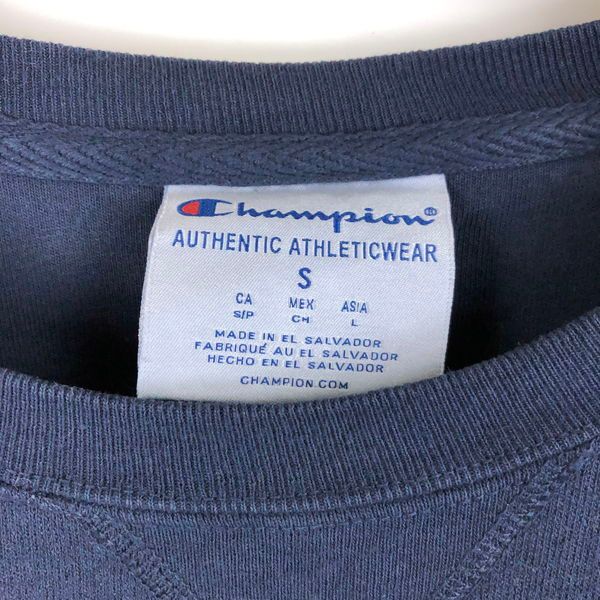 Champion®
AUTHENTIC ATHLETICWEAR
S
CA MEX ASIA
S/P CH L
MADE IN EL SALVADOR
FABRIQUÉ AU EL SALVADOR
HECHO EN EL SALVADOR
CHAMPION.COM